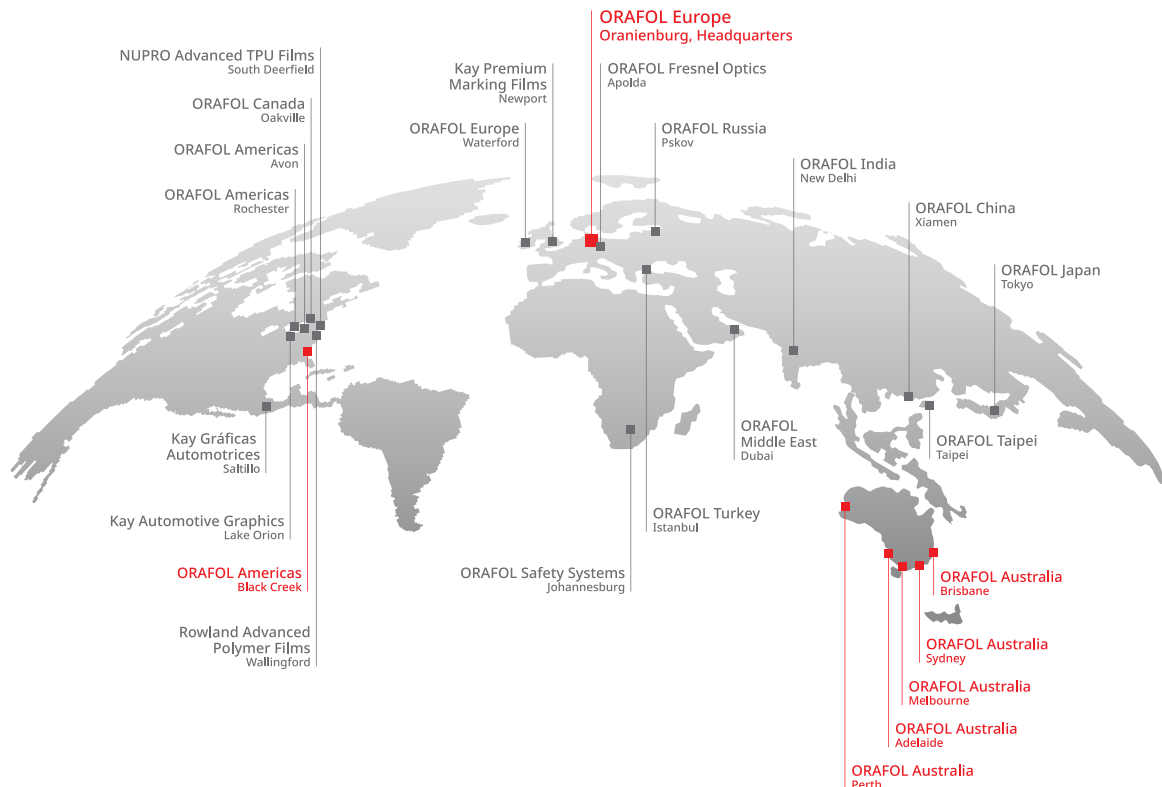 ORAFOL Europe
Oranienburg, Headquarters
NUPRO Advanced TPU Films
South Deerfield
Kay Premium
Marking Films
Newport
ORAFOL Fresnel Optics
Apolda
ORAFOL Canada
Oakville
ORAFOL Europe
Waterford
ORAFOL Russia
Pskov
ORAFOL Americas
Avon
ORAFOL India
New Delhi
ORAFOL Americas
Rochester
ORAFOL China
Xiamen
ORAFOL Japan
Tokyo
Kay Gráficas
Automotrices
Saltillo
ORAFOL
Middle East
Dubai
ORAFOL Taipei
Taipei
Kay Automotive Graphics
Lake Orion
ORAFOL Turkey
Istanbul
ORAFOL Americas
Black Creek
ORAFOL Safety Systems
Johannesburg
ORAFOL Australia
Brisbane
Rowland Advanced
Polymer Films
Wallingford
ORAFOL Australia
Sydney
ORAFOL Australia
Melbourne
ORAFOL Australia
Adelaide
ORAFOL Australia
Perth